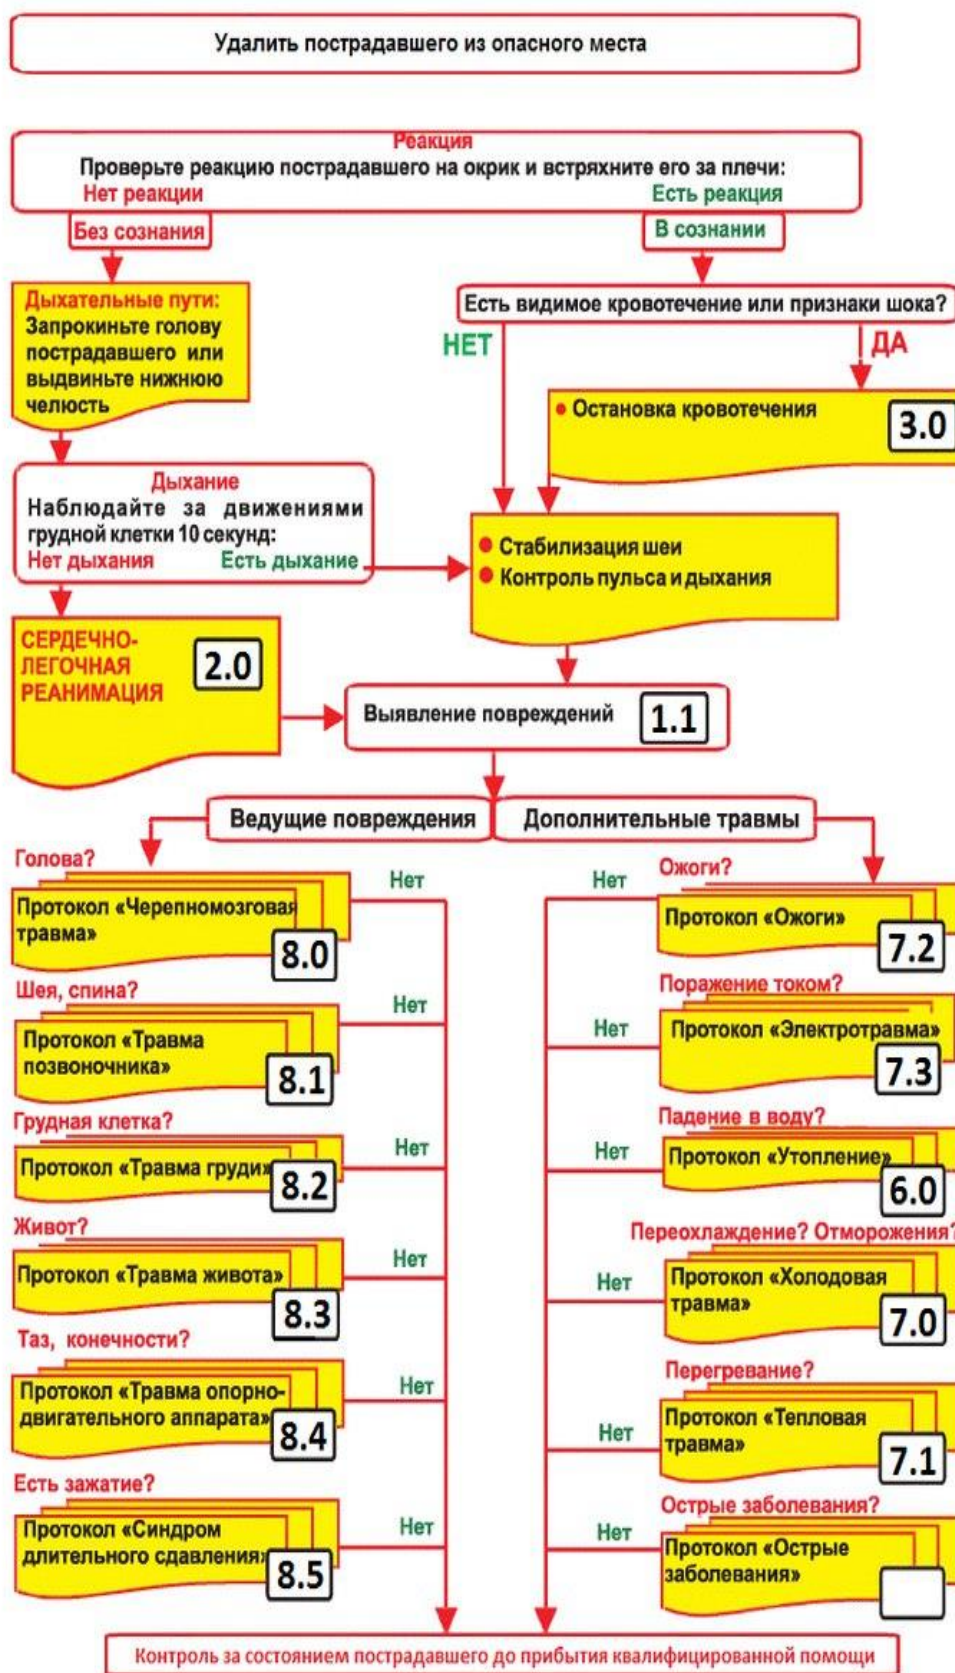 Удалить пострадавшего из опасного места
Реакция
Проверьте реакцию пострадавшего на окрик и встряхните его за плечи:
Нет реакции Есть реакция
Без сознания В сознании
Дыхательные пути:
Запрокиньте голову
пострадавшего или
выдвиньте нижнюю
челюсть
Есть видимое кровотечение или признаки шока?
НЕТ ДА
• Остановка кровотечения 3.0
Дыхание
Наблюдайте за движениями
грудной клетки 10 секунд:
Нет дыхания Есть дыхание
• Стабилизация шеи
• Контроль пульса и дыхания
СЕРДЕЧНО-
ЛЕГОЧНАЯ
РЕАНИМАЦИЯ
2.0
Выявление повреждений 1.1
Ведущие повреждения Дополнительные травмы
Голова?
Нет
Протокол «Черепномозговая
травма»
8.0
Шея, спина?
Нет
Протокол «Травма
позвоночника»
8.1
Грудная клетка?
Нет
Протокол «Травма груди»
8.2
Живот?
Нет
Протокол «Травма живота»
8.3
Таз, конечности?
Нет
Протокол «Травма опорно-
двигательного аппарата»
8.4
Есть зажатие?
Нет
Протокол «Синдром
длительного сдавления»
8.5
Ожоги?
Нет
Протокол «Ожоги»
7.2
Поражение током?
Нет
Протокол «Электротравма»
7.3
Падение в воду?
Нет
Протокол «Утопление»
6.0
Переохлаждение? Отморожения?
Нет
Протокол «Холодовая
травма»
7.0
Перегревание?
Нет
Протокол «Тепловая
травма»
7.1
Острые заболевания?
Нет
Протокол «Острые
заболевания»
Контроль за состоянием пострадавшего до прибытия квалифицированной помощи